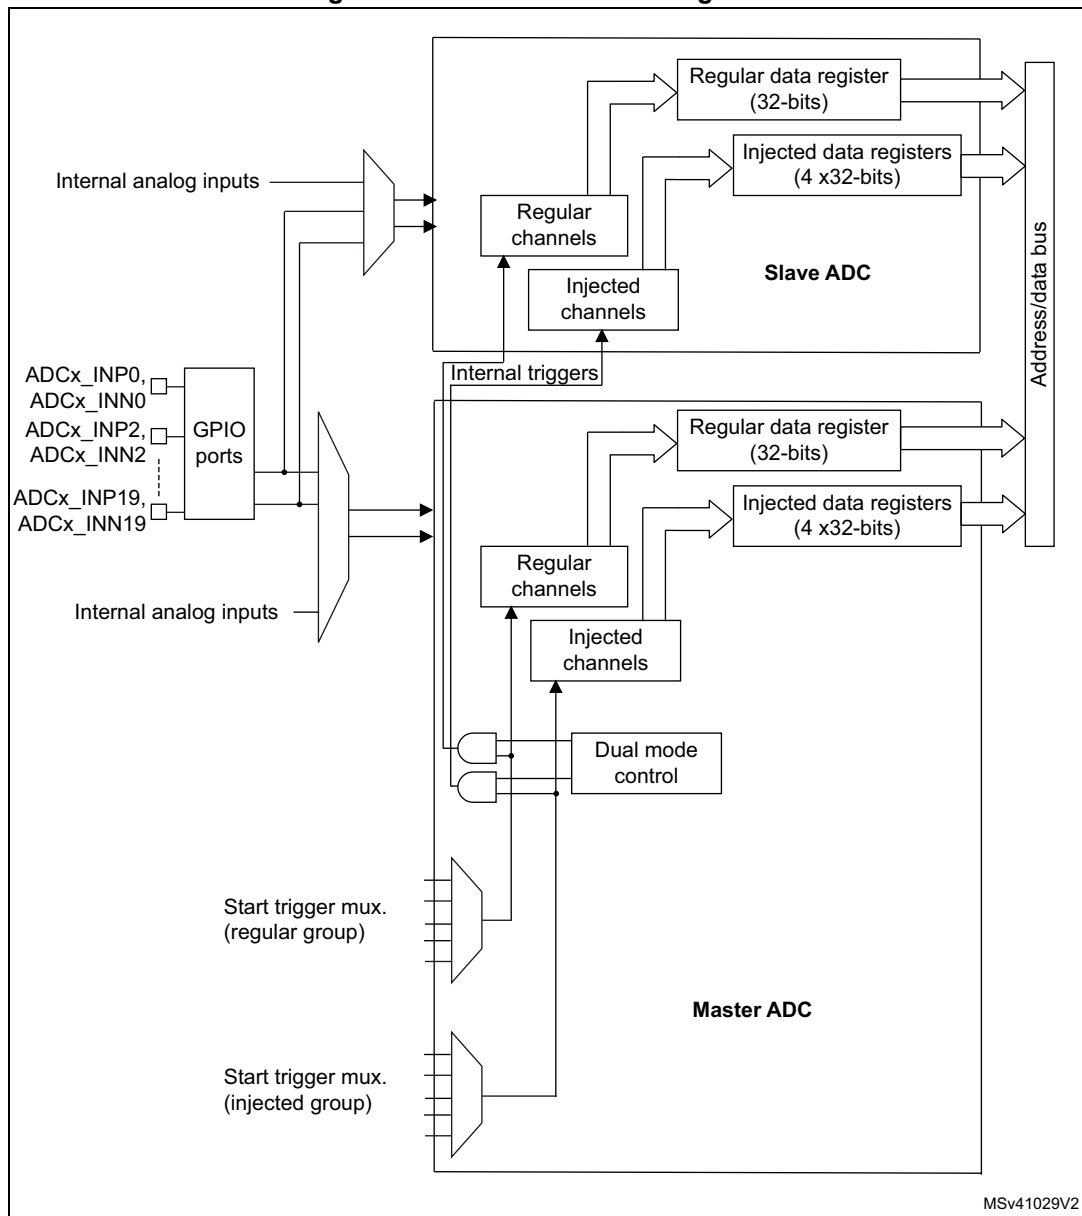 Regular data register
(32-bits)
Injected data registers
(4 x32-bits)
Internal analog inputs
Regular
channels
Slave ADC
Injected
channels
Address/data bus
Internal triggers
ADCx_INP0,
ADCx_INN0
ADCx_INP2,
ADCx_INN2
ADCx_INP19,
ADCx_INN19
GPIO
ports
Regular data register
(32-bits)
Injected data registers
(4 x32-bits)
Regular
channels
Internal analog inputs
Injected
channels
Dual mode
control
Start trigger mux.
(regular group)
Master ADC
Start trigger mux.
(injected group)
MSv41029V2